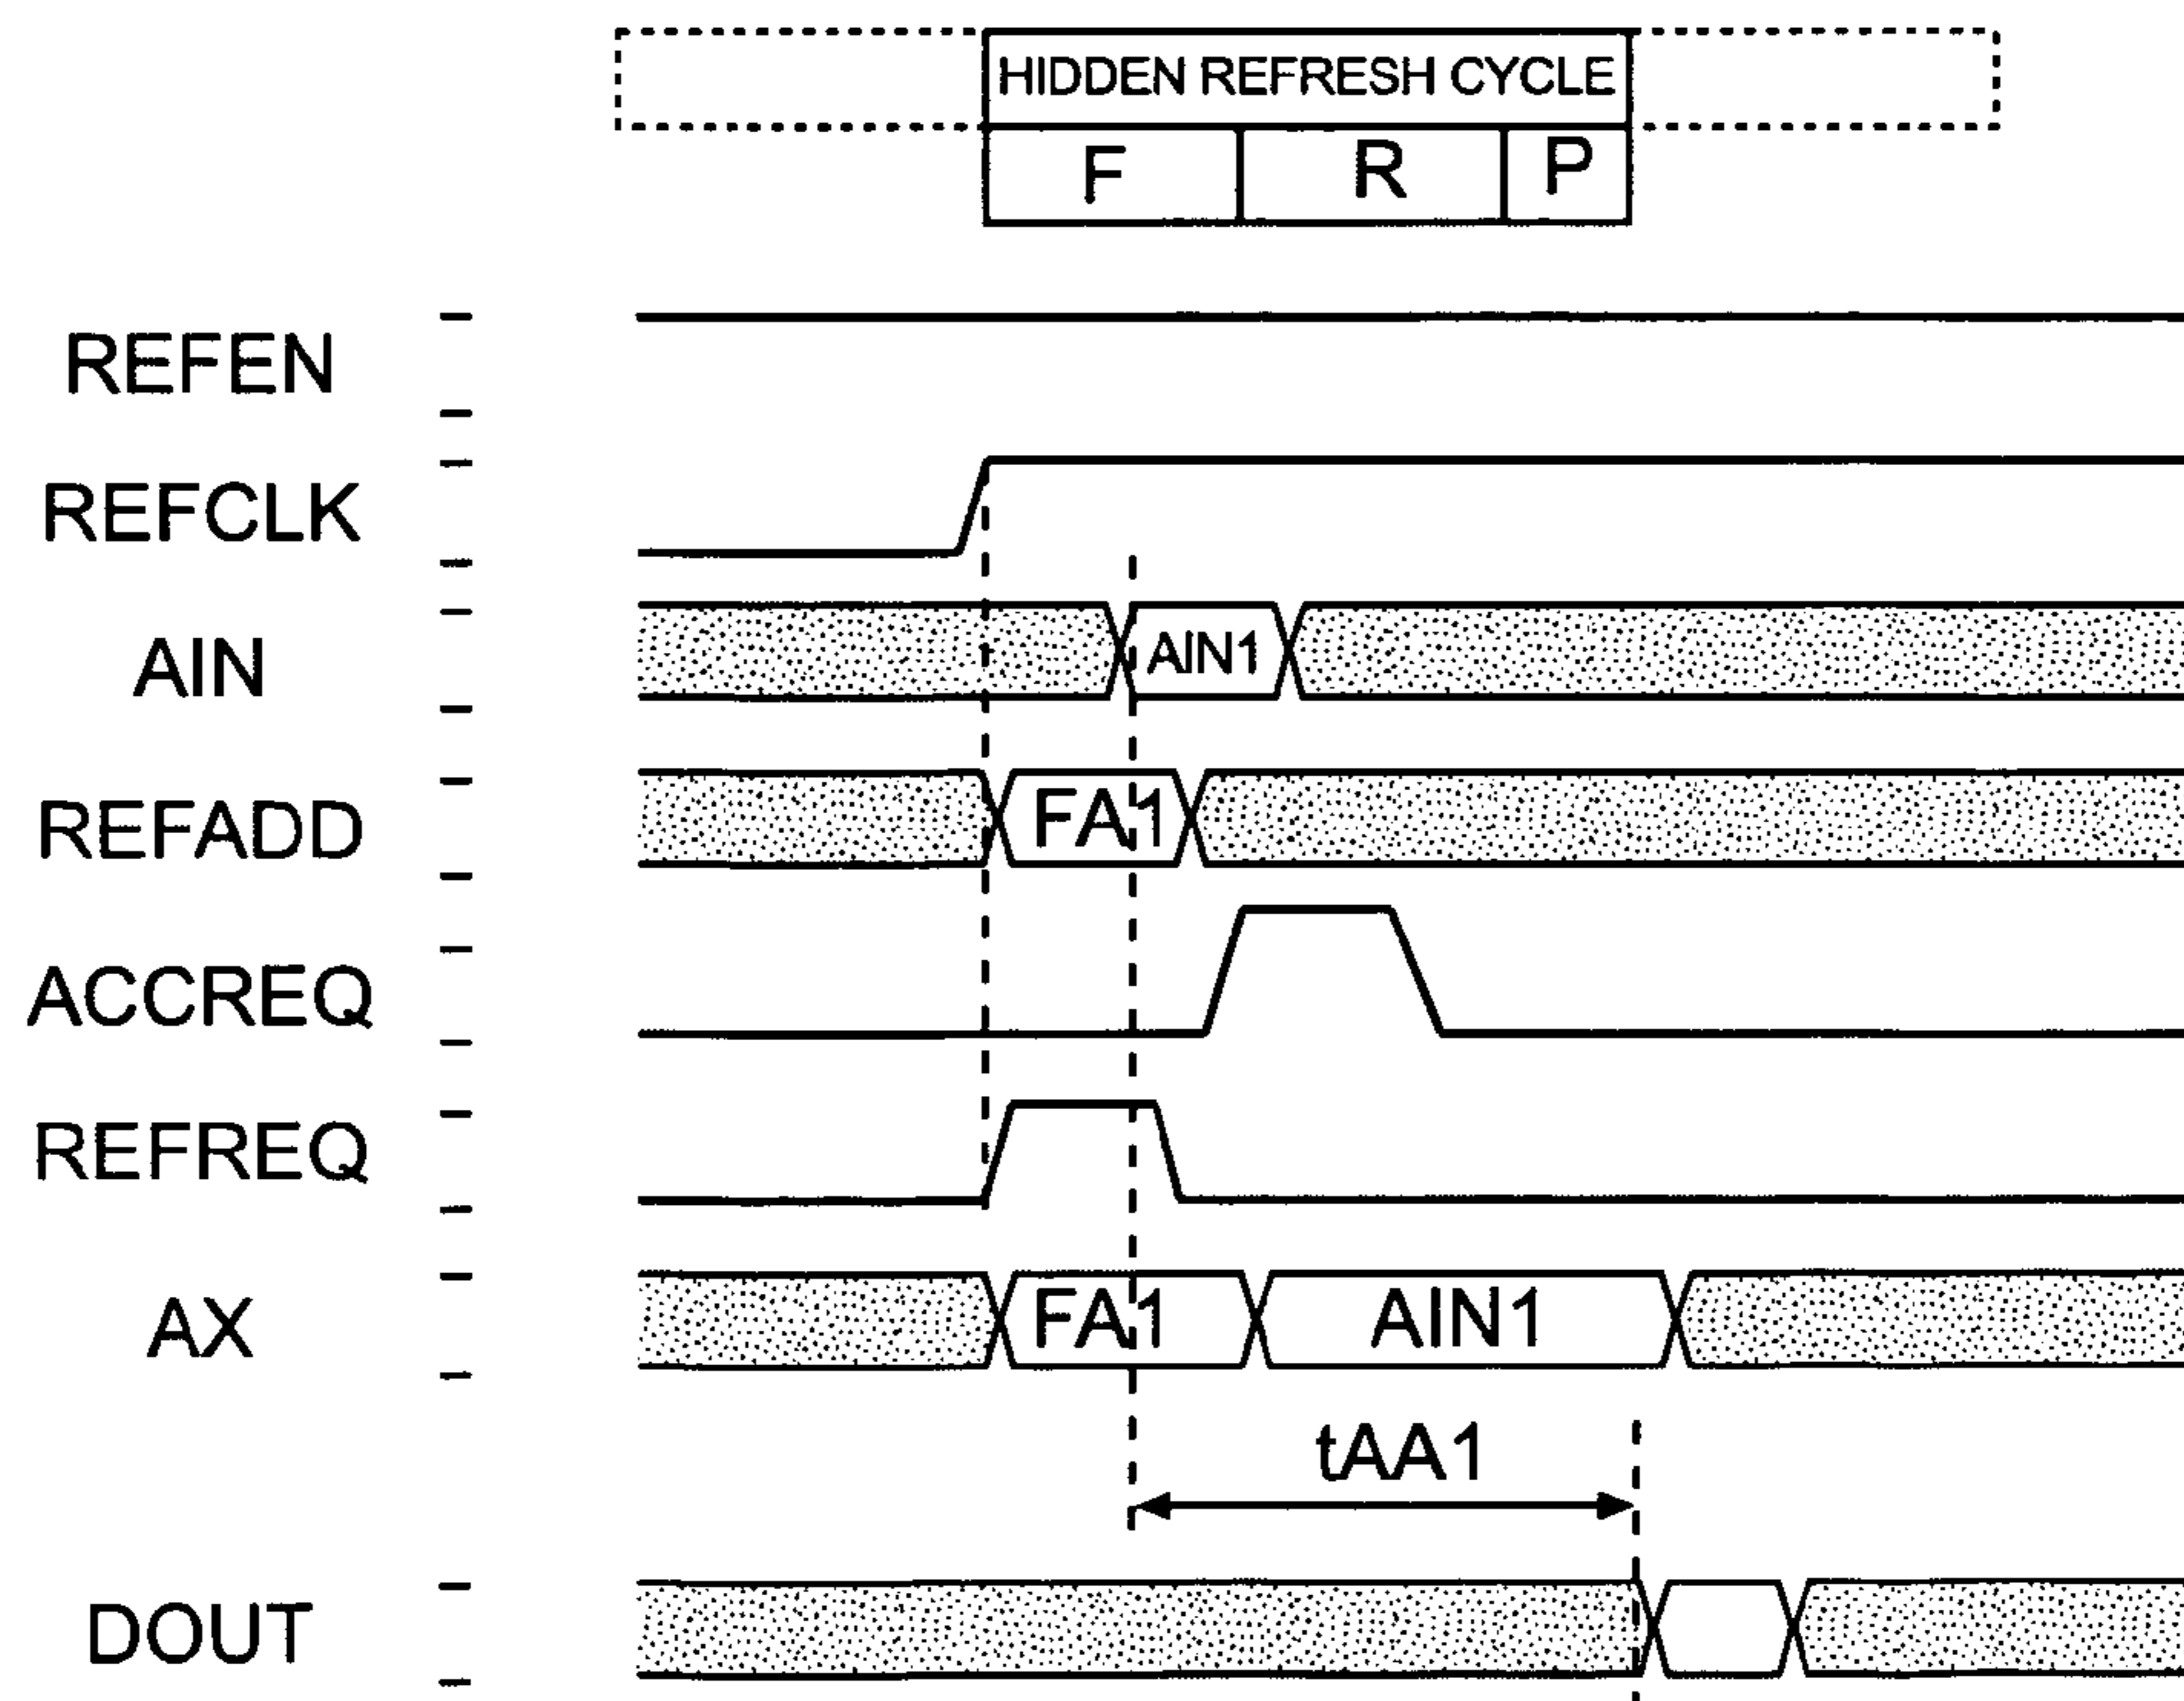 HIDDEN REFRESH CYCLE
F R P
REFEN
REFCLK
AIN AIN1
REFADD FA1
ACCREQ
REFREQ
AX FA1 AIN1
tAA1
DOUT